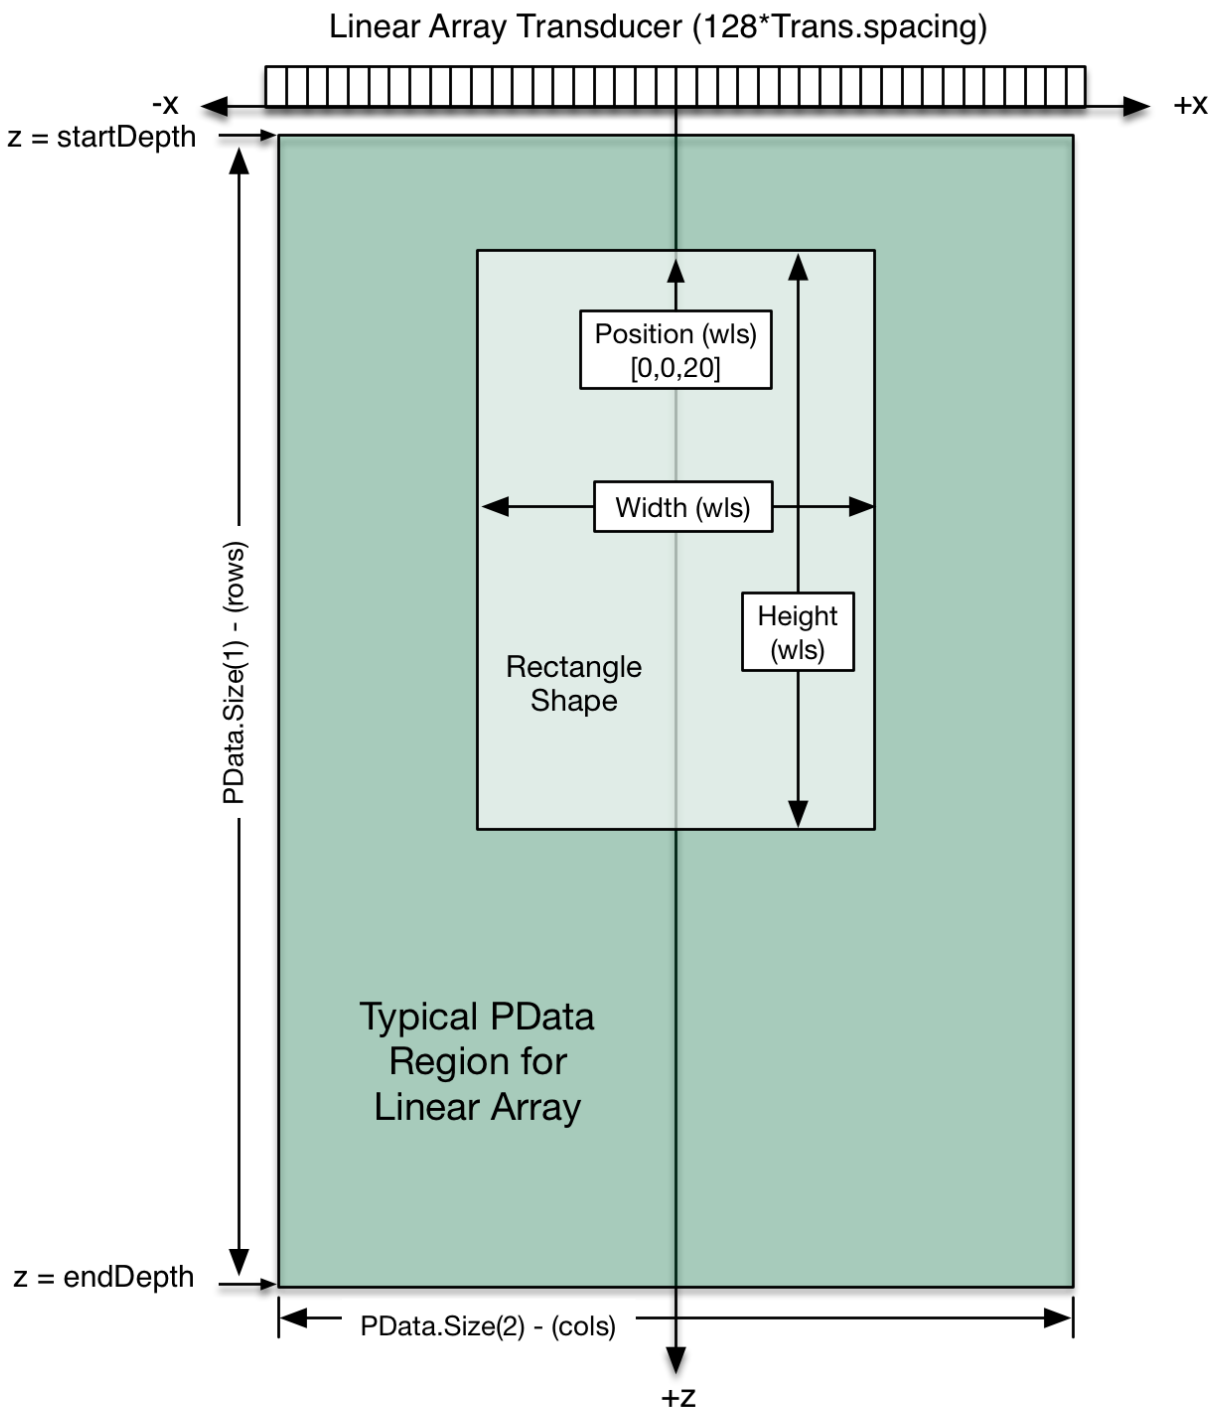 Linear Array Transducer (128*Trans.spacing)
-x
+x
z = startDepth
Position (wls)
[0,0,20]
Width (wls)
Height
(wls)
Rectangle
Shape
PData.Size(1) - (rows)
Typical PData
Region for
Linear Array
z = endDepth
PData.Size(2) - (cols)
+z